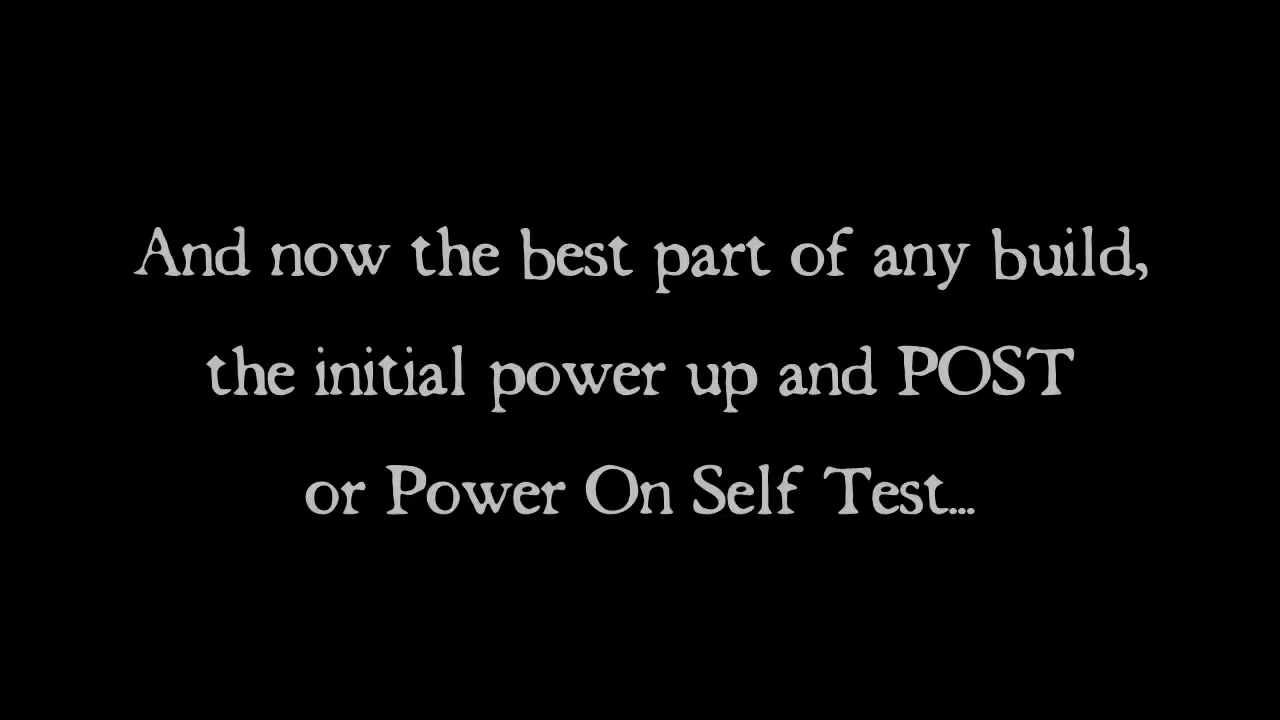 And now the best part of any build,
the initial power up and POST
or Power On Self Test...